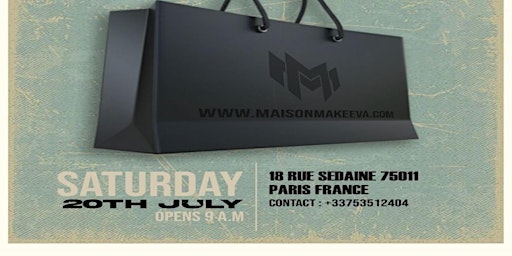 WWW.MAISONMAKEEVA.COM
SATURDAY
20TH JULY
OPENS 9 A.M
18 RUE SEDAINE 75011
PARIS FRANCE
CONTACT : +33753512404